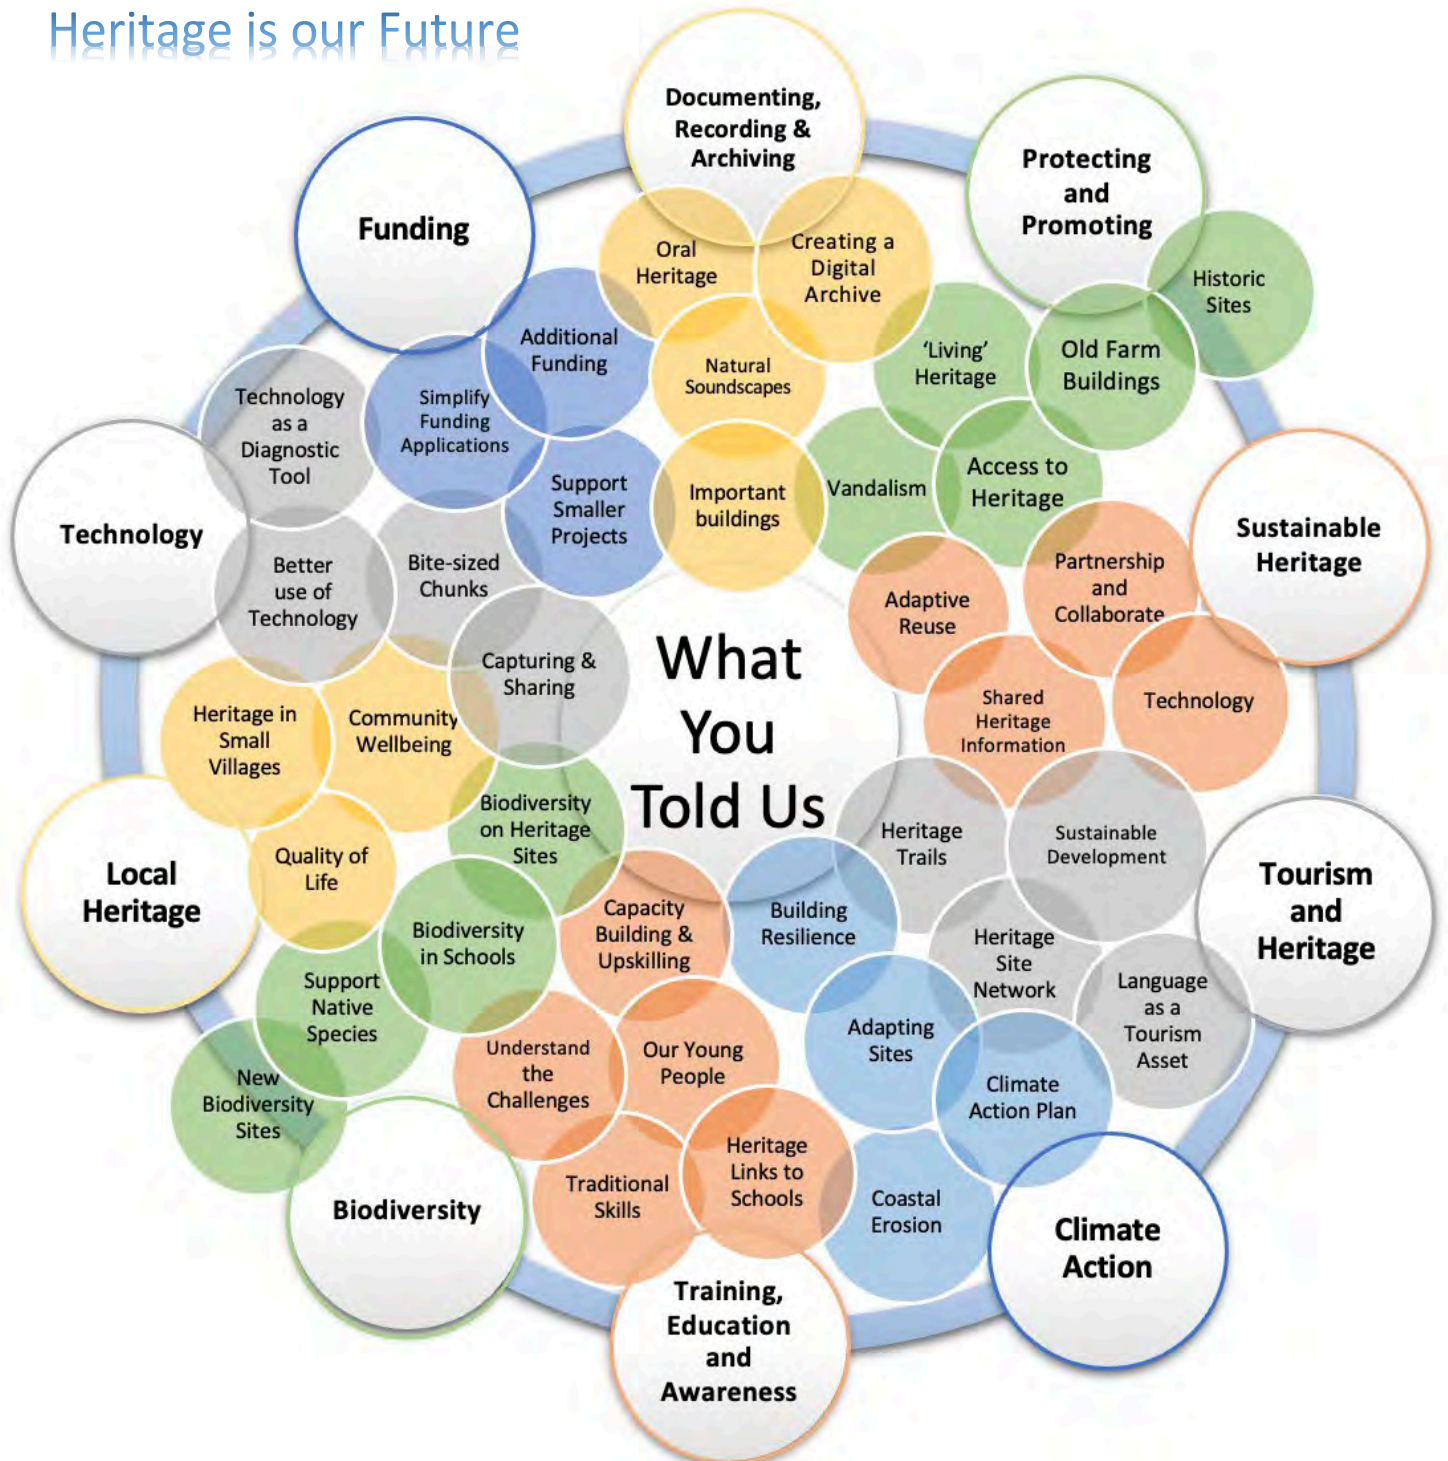 Heritage is our Future
Documenting,
Recording &
Archiving
Oral
Heritage
Creating a
Digital
Archive
Natural
Soundscapes
Important
buildings
Protecting
and
Promoting
Historic
Sites
'Living'
Heritage
Old Farm
Buildings
Vandalism
Access to
Heritage
Sustainable
Heritage
Partnership
and
Collaborate
Adaptive
Reuse
Shared
Heritage
Information
Technology
Tourism
and
Heritage
Heritage
Trails
Sustainable
Development
Heritage
Site
Network
Language
as a
Tourism
Asset
Climate
Action
Building
Resilience
Adapting
Sites
Climate
Action Plan
Coastal
Erosion
Training,
Education
and
Awareness
Capacity
Building &
Upskilling
Understand
the
Challenges
Our Young
People
Traditional
Skills
Heritage
Links to
Schools
Biodiversity
Biodiversity
on Heritage
Sites
Biodiversity
in Schools
Support
Native
Species
New
Biodiversity
Sites
Local
Heritage
Heritage in
Small
Villages
Community
Wellbeing
Quality of
Life
Technology
Technology
as a
Diagnostic
Tool
Better
use of
Technology
Bite-sized
Chunks
Capturing &
Sharing
Funding
Additional
Funding
Simplify
Funding
Applications
Support
Smaller
Projects
What
You
Told Us